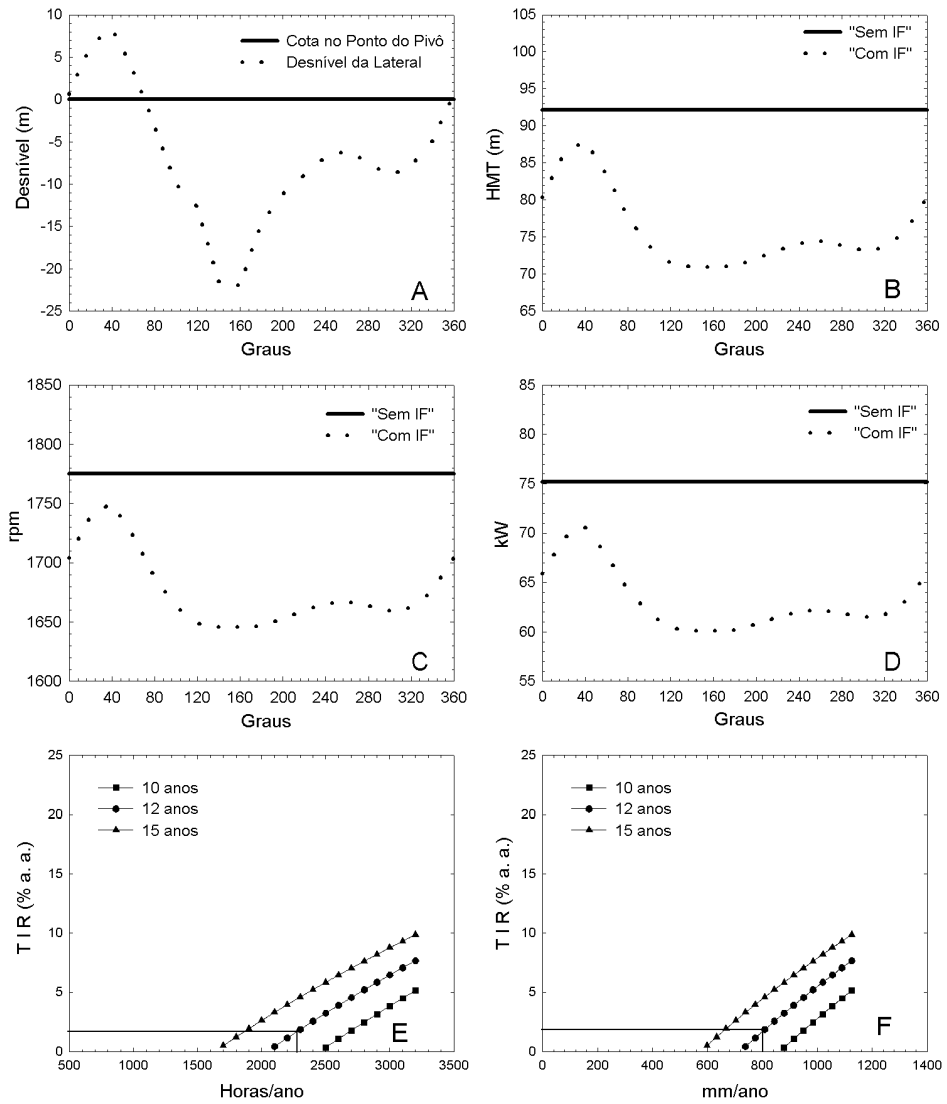 10
5
0
-5
-10
-15
-20
-25
Desnível (m)
Cota no Ponto do Pivô
Desnível da Lateral
A
0 40 80 120 160 200 240 280 320 360
Graus
105
100
95
90
85
80
75
70
65
HMT (m)
"Sem IF"
"Com IF"
B
0 40 80 120 160 200 240 280 320 360
Graus
1850
1800
1750
1700
1650
1600
rpm
"Sem IF"
"Com IF"
C
0 40 80 120 160 200 240 280 320 360
Graus
85
80
75
70
65
60
55
kW
"Sem IF"
"Com IF"
D
0 40 80 120 160 200 240 280 320 360
Graus
25
20
15
10
5
0
T I R (% a. a.)
10 anos
12 anos
15 anos
E
500 1000 1500 2000 2500 3000 3500
Horas/ano
25
20
15
10
5
0
T I R (% a. a.)
10 anos
12 anos
15 anos
F
0 200 400 600 800 1000 1200 1400
mm/ano